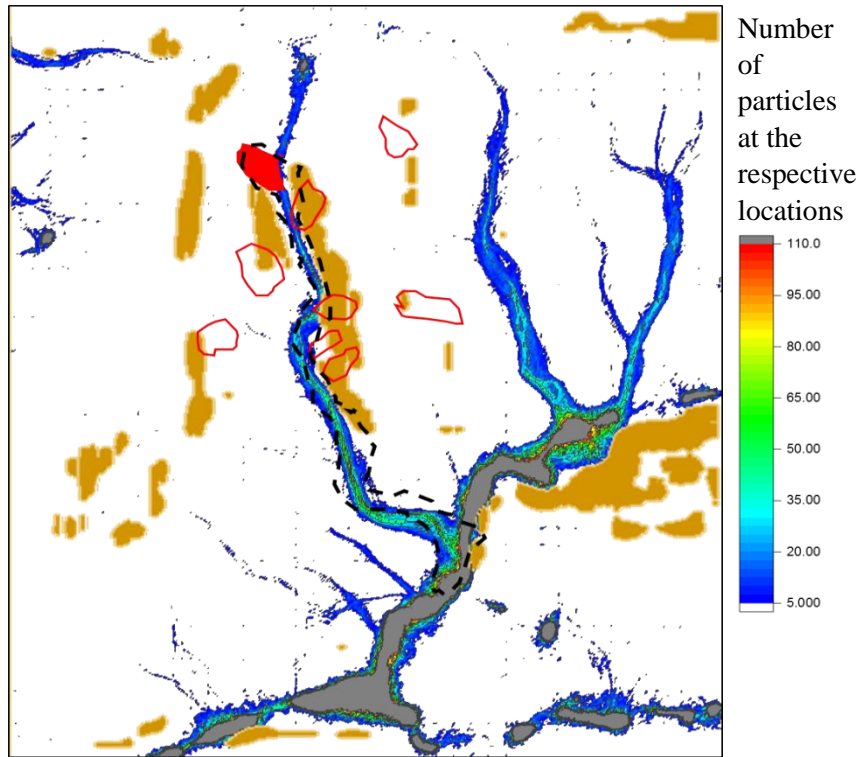 Number
of
particles
at the
respective
locations
110.0
95.00
80.00
65.00
50.00
35.00
20.00
5.000